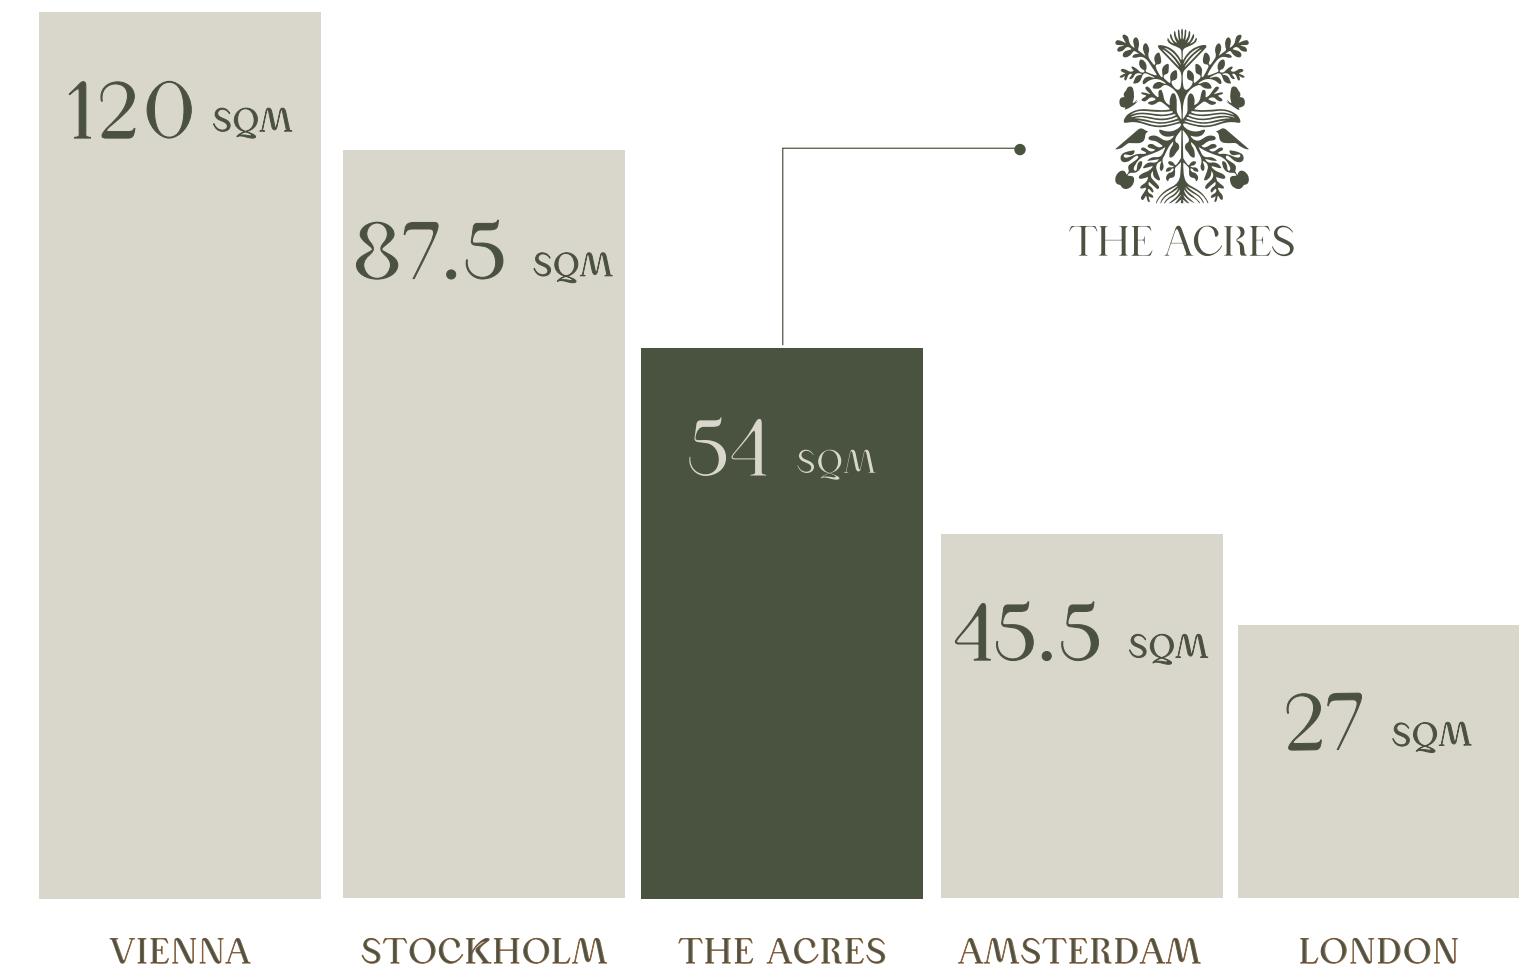 120 SQM
87.5 SQM
THE ACRES
54 SQM
45.5 SQM
27 SQM
VIENNA
STOCKHOLM
THE ACRES
AMSTERDAM
LONDON